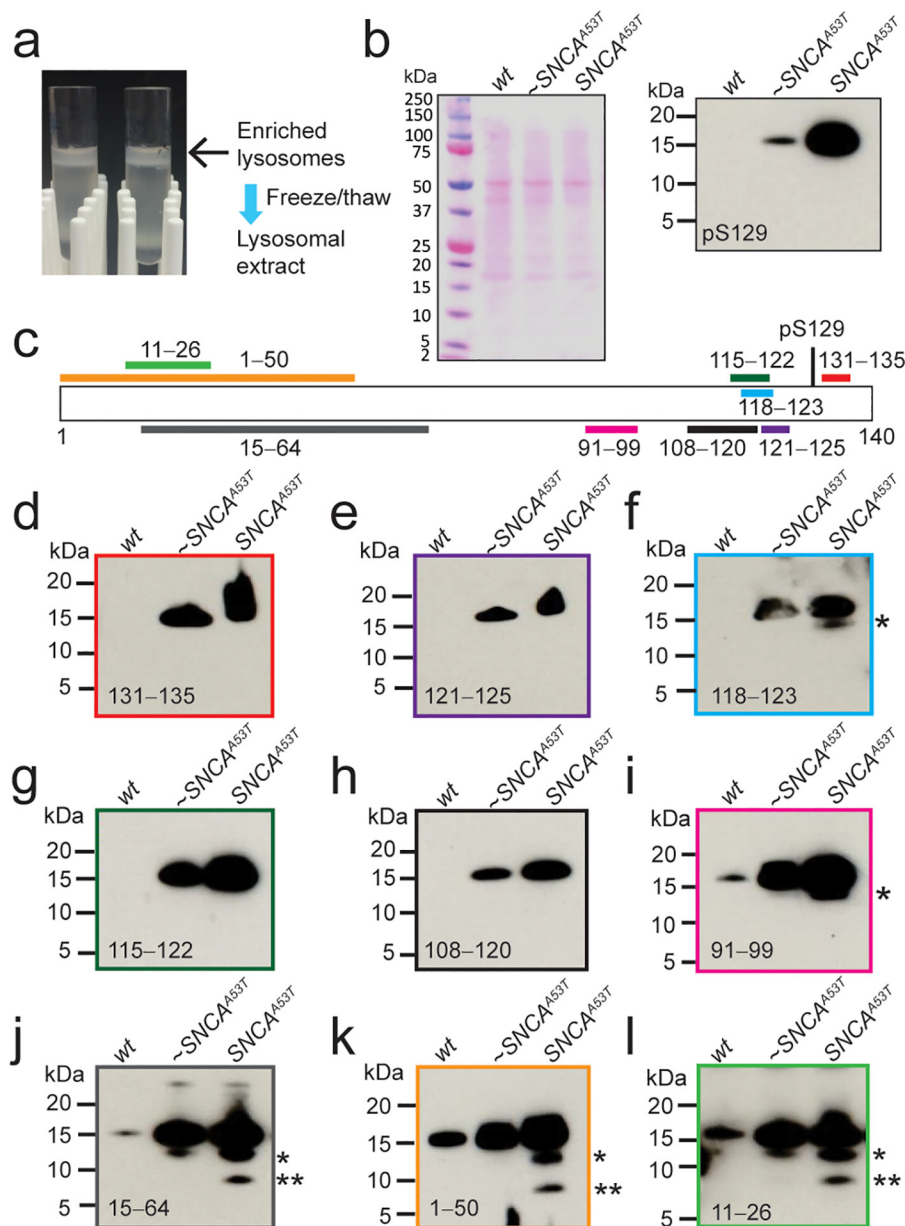 a
Enriched
lysosomes
Freeze/thaw
Lysosomal
extract
b
kDa
wt
~SNCA^A53T
SNCA^A53T
250
150
100
75
50
37
25
20
15
10
5
2
kDa
wt
~SNCA^A53T
SNCA^A53T
20
15
10
5
pS129
c
11–26
1–50
pS129
115–122
131–135
118–123
1
15–64
91–99
108–120
121–125
140
d
kDa
wt
~SNCA^A53T
SNCA^A53T
20
15
10
5
131–135
e
kDa
wt
~SNCA^A53T
SNCA^A53T
20
15
10
5
121–125
f
kDa
wt
~SNCA^A53T
SNCA^A53T
20
15
10
5
*
118–123
g
kDa
wt
~SNCA^A53T
SNCA^A53T
20
15
10
5
115–122
h
kDa
wt
~SNCA^A53T
SNCA^A53T
20
15
10
5
108–120
i
kDa
wt
~SNCA^A53T
SNCA^A53T
20
15
10
5
*
91–99
j
kDa
wt
~SNCA^A53T
SNCA^A53T
20
15
10
5
*
**
15–64
k
kDa
wt
~SNCA^A53T
SNCA^A53T
20
15
10
5
*
**
1–50
l
kDa
wt
~SNCA^A53T
SNCA^A53T
20
15
10
5
*
**
11–26